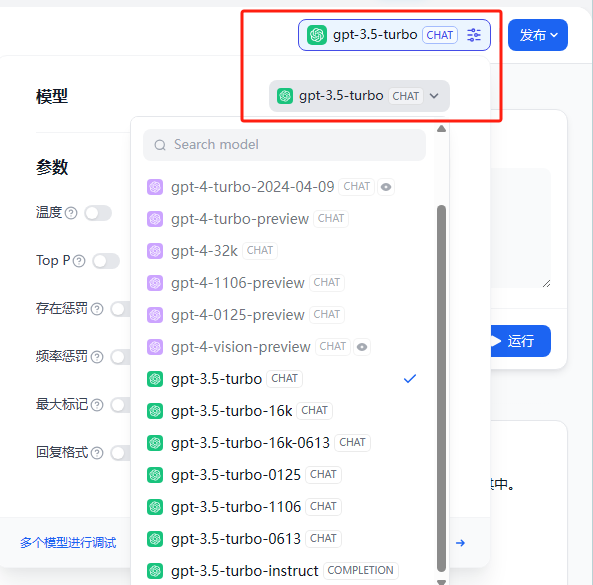 gpt-3.5-turbo CHAT 发布
模型 gpt-3.5-turbo CHAT
Search model
gpt-4-turbo-2024-04-09 CHAT
gpt-4-turbo-preview CHAT
gpt-4-32k CHAT
gpt-4-1106-preview CHAT
gpt-4-0125-preview CHAT
gpt-4-vision-preview CHAT
gpt-3.5-turbo CHAT
gpt-3.5-turbo-16k CHAT
gpt-3.5-turbo-16k-0613 CHAT
gpt-3.5-turbo-0125 CHAT
gpt-3.5-turbo-1106 CHAT
gpt-3.5-turbo-0613 CHAT
gpt-3.5-turbo-instruct COMPLETION
参数
温度
Top P
存在惩罚
频率惩罚
最大标记
回复格式
多个模型进行调试
运行
中。